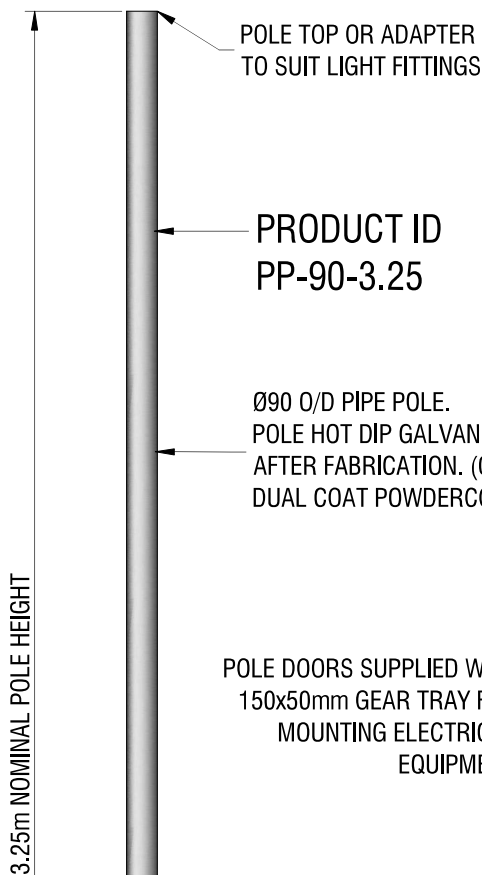 POLE TOP OR ADAPTER
TO SUIT LIGHT FITTINGS
PRODUCT ID
PP-90-3.25
Ø90 O/D PIPE POLE.
POLE HOT DIP GALVAN
AFTER FABRICATION. (
DUAL COAT POWDERCO
POLE DOORS SUPPLIED W
150x50mm GEAR TRAY F
MOUNTING ELECTRIC
EQUIPME
3.25m NOMINAL POLE HEIGHT